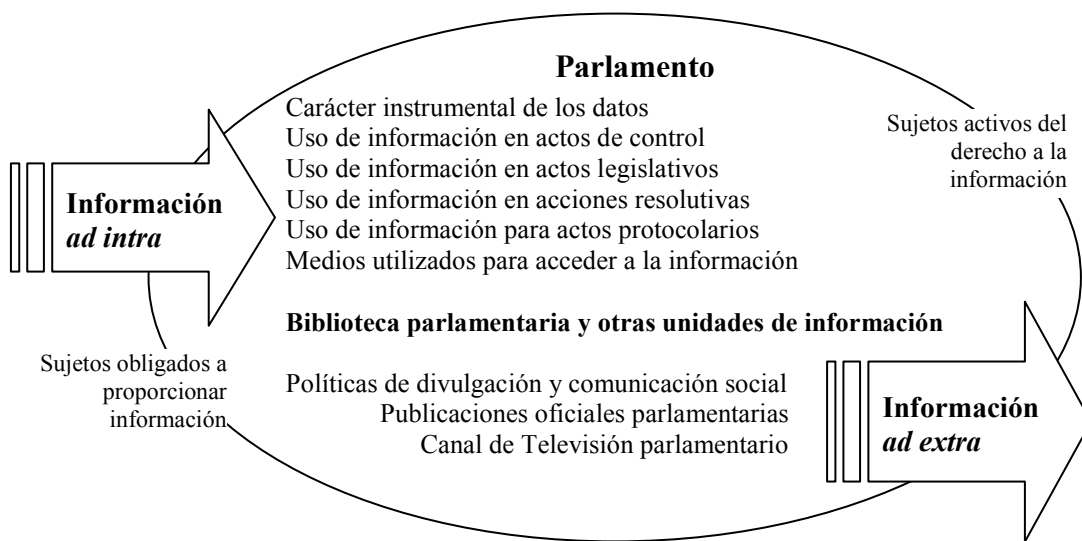 Parlamento
Carácter instrumental de los datos
Uso de información en actos de control
Uso de información en actos legislativos
Uso de información en acciones resolutivas
Uso de información para actos protocolarios
Medios utilizados para acceder a la información
Información
ad intra
Sujetos activos del
derecho a la
información
Biblioteca parlamentaria y otras unidades de información
Sujetos obligados a
proporcionar
información
Políticas de divulgación y comunicación social
Publicaciones oficiales parlamentarias
Canal de Televisión parlamentario
Información
ad extra